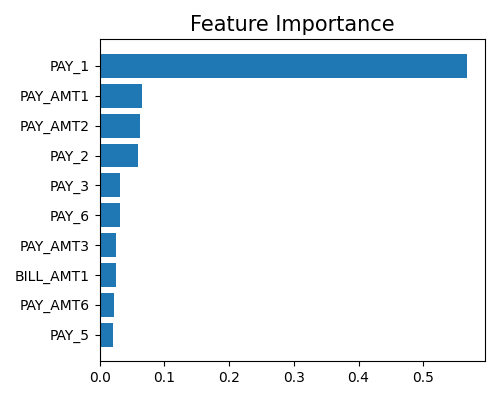 Feature Importance
PAY_1
PAY_AMT1
PAY_AMT2
PAY_2
PAY_3
PAY_6
PAY_AMT3
BILL_AMT1
PAY_AMT6
PAY_5
0.0 0.1 0.2 0.3 0.4 0.5